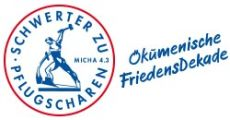 SCHWERTER ZU
PFLUGSCHAREN
MICHA 4.3
Ökumenische
FriedensDekade